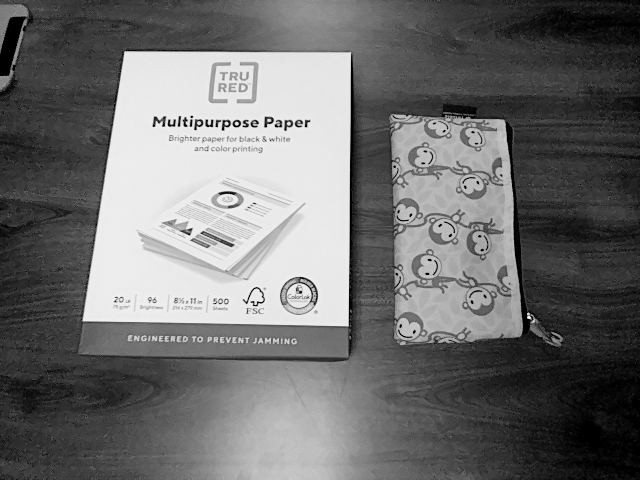 TRU
RED
Multipurpose Paper
Brighter paper for black & white
and color printing
20 LB
75 g/m²
96
Brightness
8½ x 11 in
216 x 279 mm
500
Sheets
FSC
ColorLok
ENGINEERED TO PREVENT JAMMING